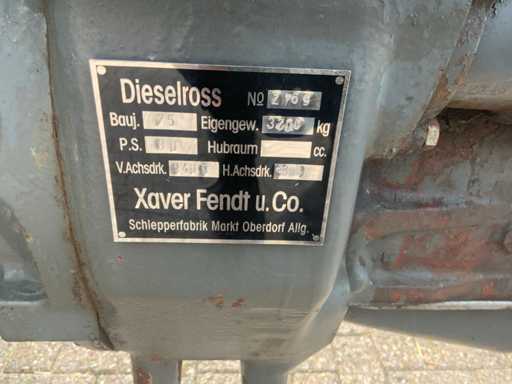 Dieselross No
Bauj. Eigengew. kg
P.S. Hubraum cc.
V.Achsdrk. H.Achsdrk.
Xaver Fendt u. Co.
Schlepperfabrik Markt Oberdorf Allg.